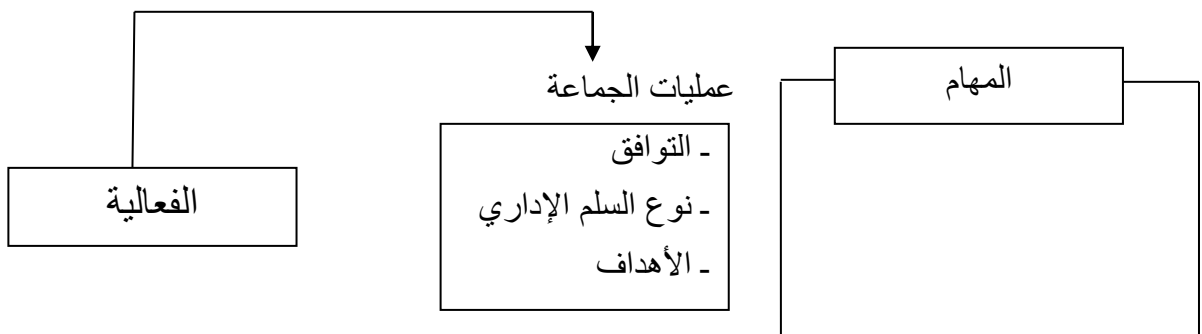 المهام
عمليات الجماعة
ـ التوافق
ـ نوع السلم الإداري
ـ الأهداف
الفعالية